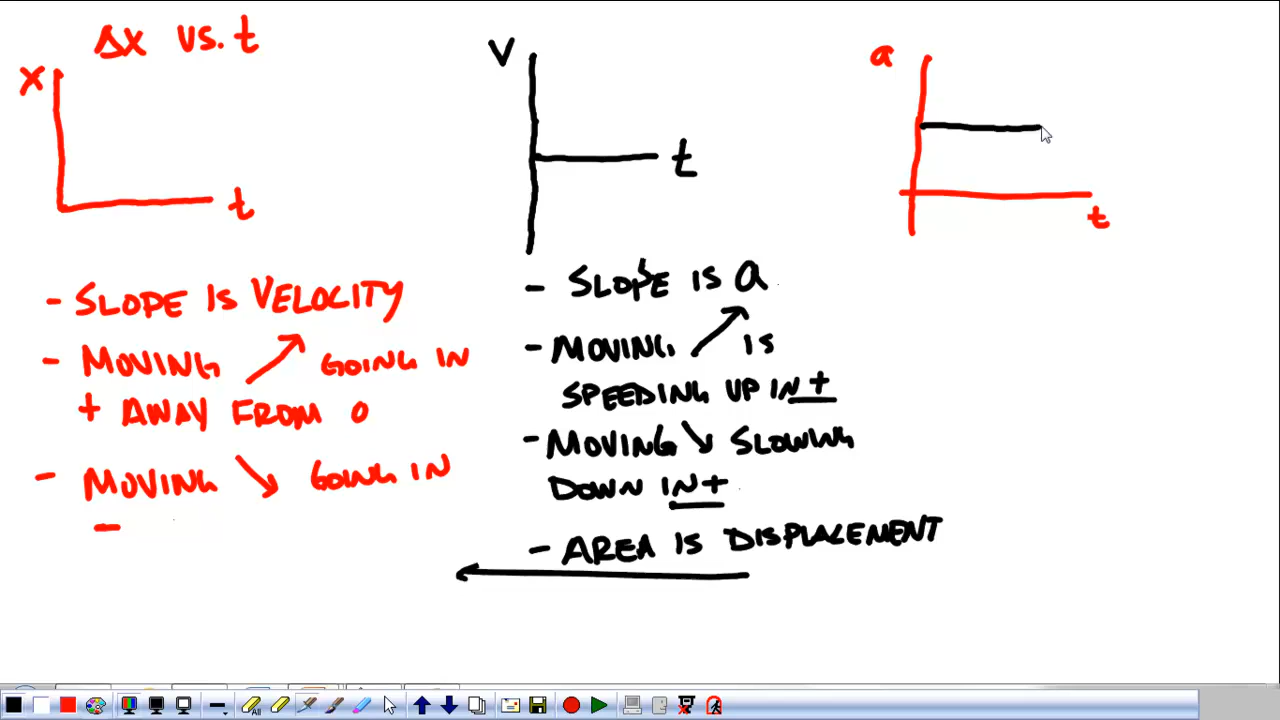 Δx vs. t
x
t
- SLOPE IS VELOCITY
- MOVING ↗ GOING IN
+ AWAY FROM 0
- MOVING ↘ GOING IN
-
V
t
- SLOPE IS a
- MOVING ↗ IS
SPEEDING UP IN +
- MOVING ↘ SLOWING
DOWN IN +
- AREA IS DISPLACEMENT
a
t
All